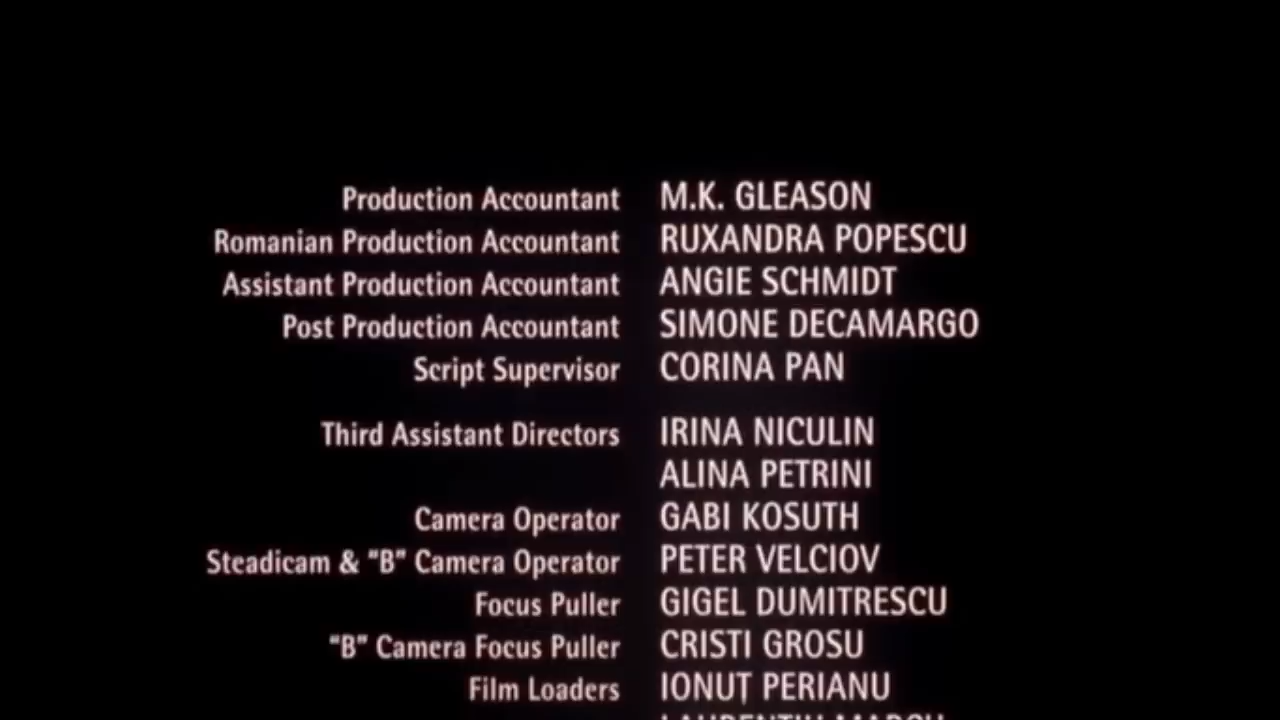 Production Accountant M.K. GLEASON
Romanian Production Accountant RUXANDRA POPESCU
Assistant Production Accountant ANGIE SCHMIDT
Post Production Accountant SIMONE DECAMARGO
Script Supervisor CORINA PAN
Third Assistant Directors IRINA NICULIN
ALINA PETRINI
Camera Operator GABI KOSUTH
Steadicam & “B” Camera Operator PETER VELCIOV
Focus Puller GIGEL DUMITRESCU
“B” Camera Focus Puller CRISTI GROSU
Film Loaders IONUȚ PERIANU